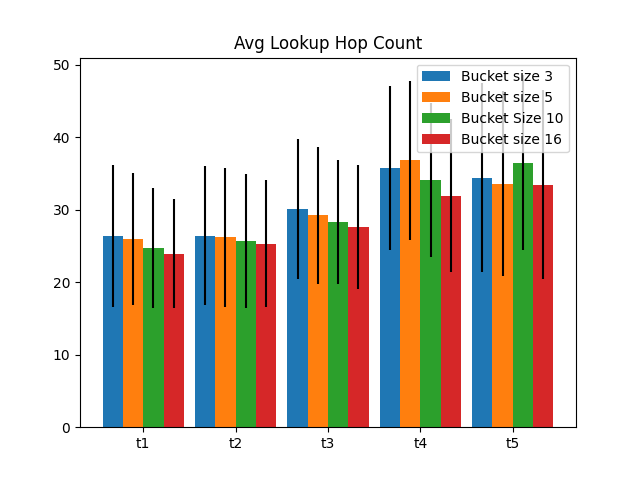 Avg Lookup Hop Count
Bucket size 3
Bucket size 5
Bucket Size 10
Bucket size 16
50
40
30
20
10
0
t1 t2 t3 t4 t5